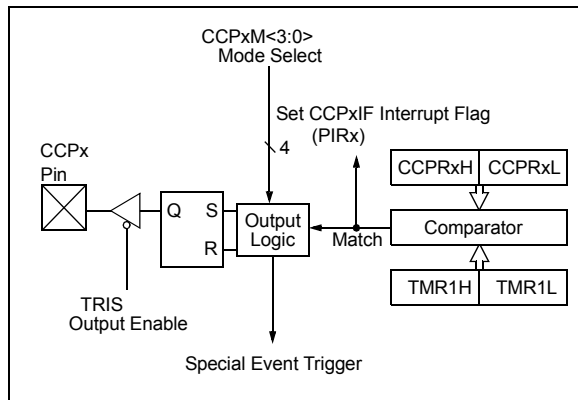 CCPxM<3:0>
Mode Select
Set CCPxIF Interrupt Flag
(PIRx)
4
CCPx
Pin
CCPRxH CCPRxL
Q S
R
Output
Logic
Match
Comparator
TMR1H TMR1L
TRIS
Output Enable
Special Event Trigger